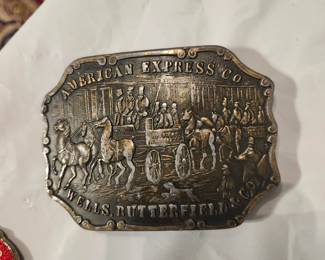 AMERICAN EXPRESS CO.
WELLS, BUTTERFIELD & CO.